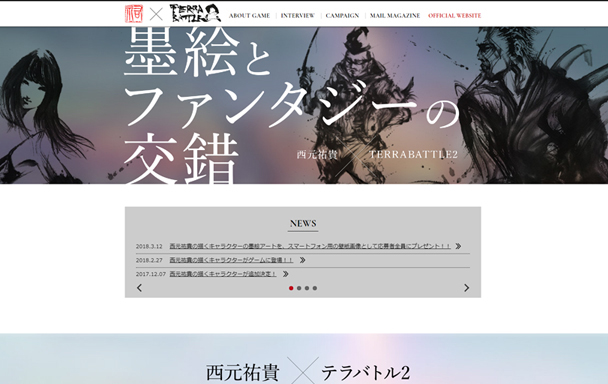 TERRA BATTLE2
ABOUT GAME | INTERVIEW | CAMPAIGN | MAIL MAGAZINE OFFICIAL WEBSITE
墨絵と
ファンタジーの
交錯
西元祐貴 TERRABATTLE2
NEWS
2018.3.12 西元祐貴の描くキャラクターの墨絵アートを、スマートフォン用の壁紙画像として応募者全員にプレゼント！！
2018.2.27 西元祐貴の描くキャラクターがゲームに登場！！
2017.12.07 西元祐貴の描くキャラクターが追加決定！
西元祐貴 テラバトル2